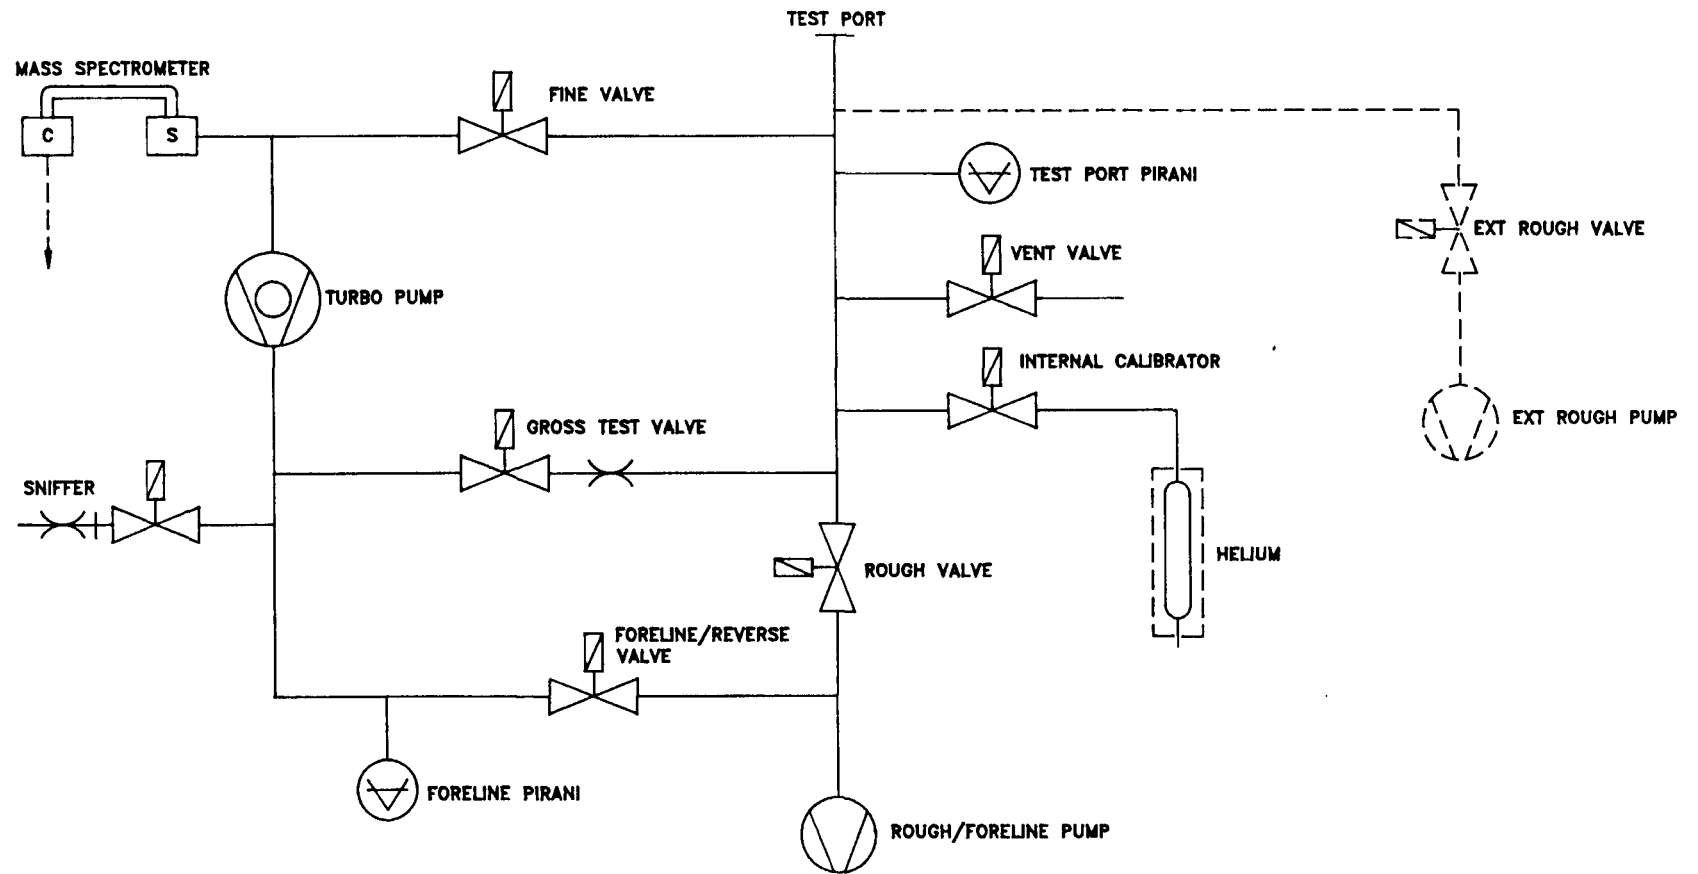 TEST PORT
MASS SPECTROMETER
FINE VALVE
C
S
TEST PORT PIRANI
EXT ROUGH VALVE
VENT VALVE
TURBO PUMP
INTERNAL CALIBRATOR
EXT ROUGH PUMP
GROSS TEST VALVE
SNIFFER
HELIUM
ROUGH VALVE
FORELINE/REVERSE
VALVE
FORELINE PIRANI
ROUGH/FORELINE PUMP